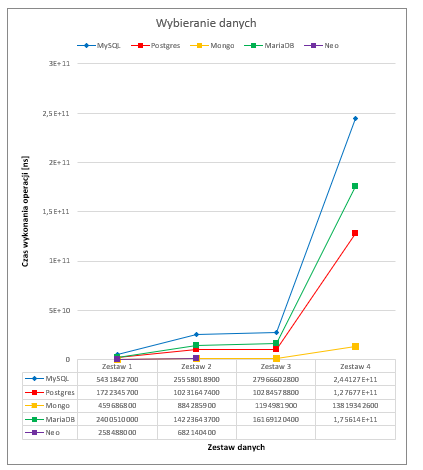 Wybieranie danych
MySQL Postgres Mongo MariaDB Neo
3E+11
2,5E+11
2E+11
1,5E+11
1E+11
5E+10
0
Czas wykonania operacji [ns]
Zestaw 1 Zestaw 2 Zestaw 3 Zestaw 4
MySQL 5431842700 25558018900 27966602800 2,44127E+11
Postgres 1722345700 10231647400 10284578800 1,27677E+11
Mongo 459686800 884285900 1194981900 13819342600
MariaDB 2400510000 14223643700 16169120400 1,75614E+11
Neo 258488000 682140400
Zestaw danych